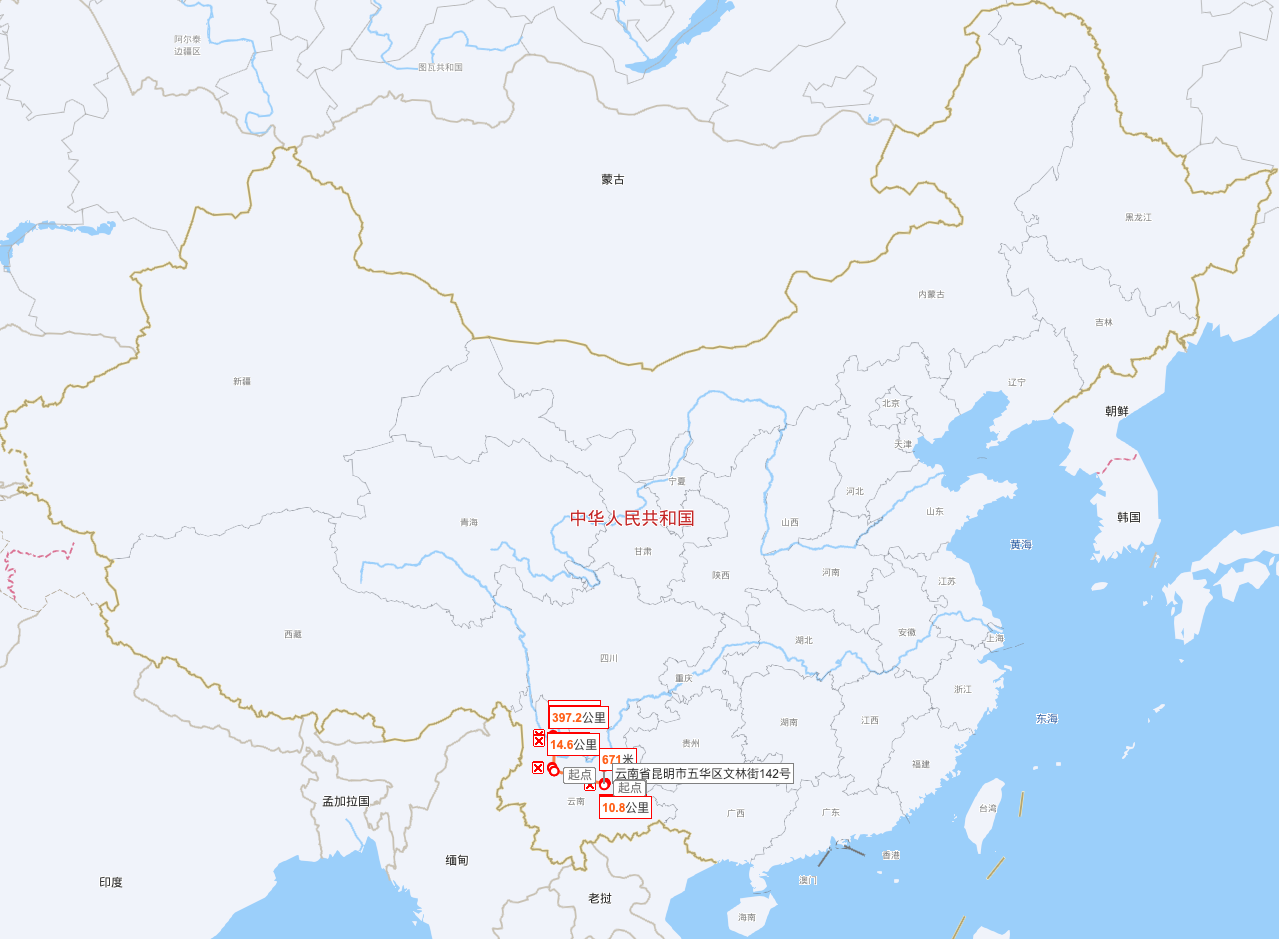 阿尔泰
边疆区
图瓦共和国
蒙古
黑龙江
内蒙古
吉林
新疆
辽宁
北京
朝鲜
天津
宁夏
河北
青海
中华人民共和国
山西
山东
韩国
甘肃
黄海
陕西
河南
江苏
西藏
安徽
湖北
上海
四川
重庆
浙江
397.2公里
湖南
江西
东海
14.6公里
贵州
671米
福建
起点
云南省昆明市五华区文林街142号
起点
孟加拉国
云南
10.8公里
广西
广东
台湾
缅甸
香港
印度
澳门
老挝
海南